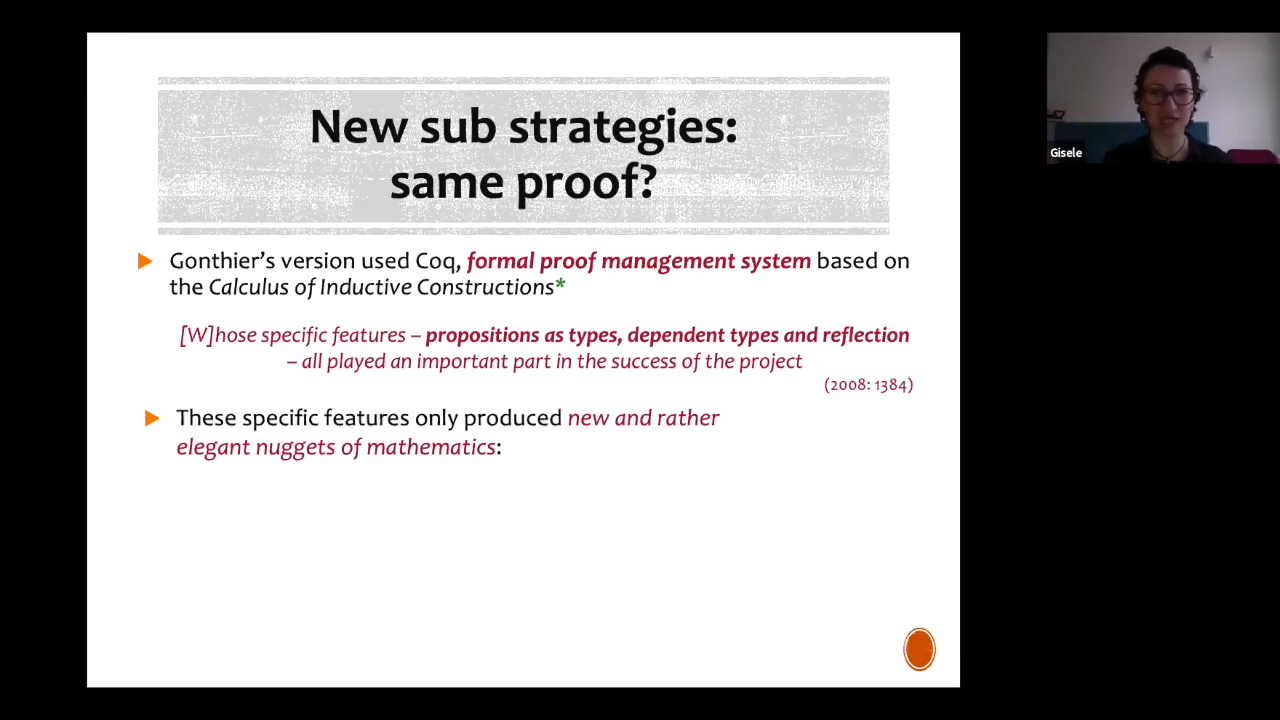 New sub strategies:
same proof?
Gonthier’s version used Coq, formal proof management system based on
the Calculus of Inductive Constructions*
[W]hose specific features – propositions as types, dependent types and reflection
– all played an important part in the success of the project
(2008: 1384)
These specific features only produced new and rather
elegant nuggets of mathematics:
Gisele